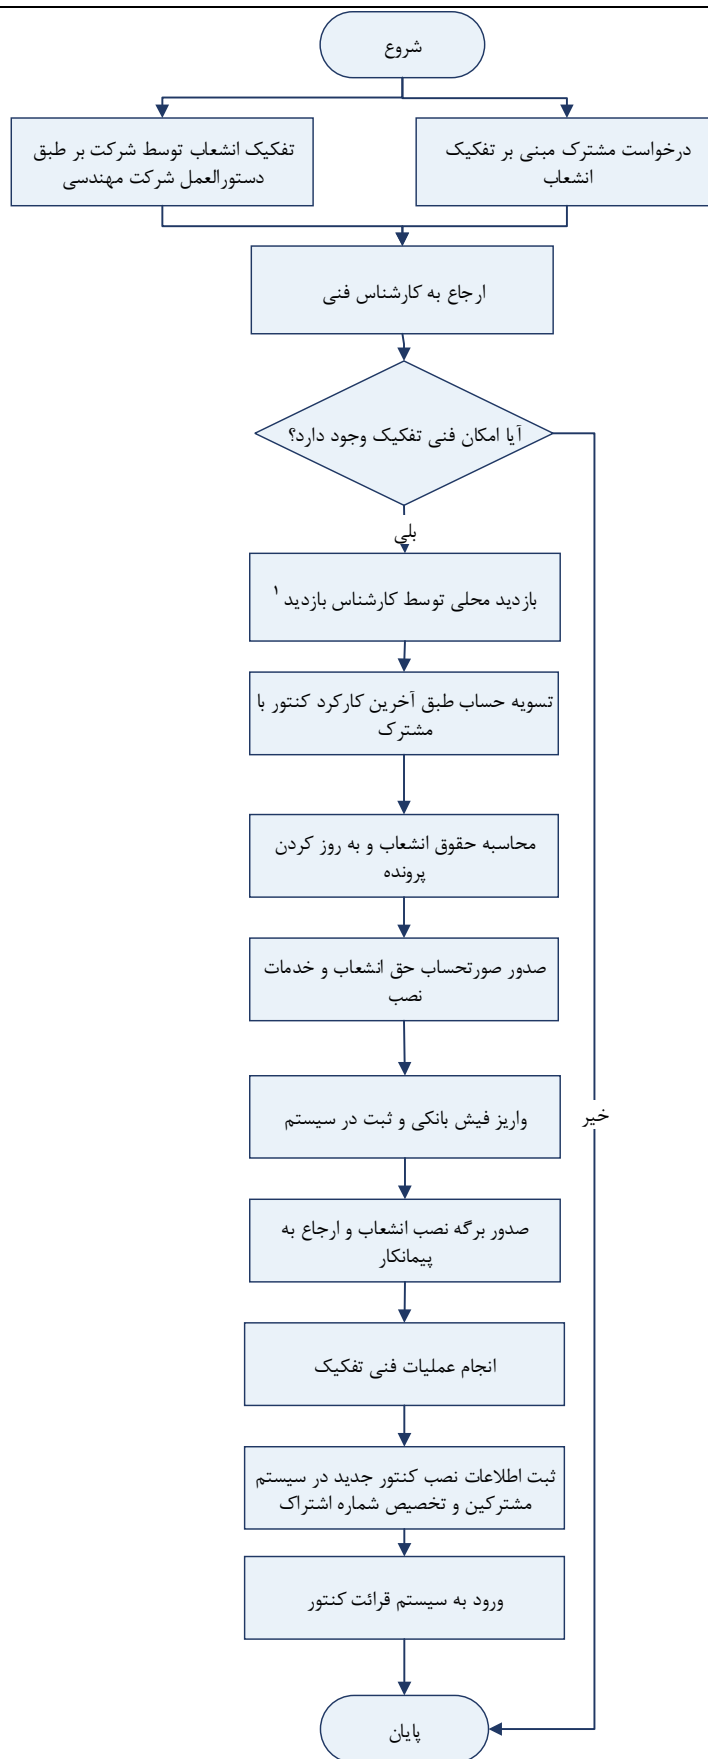 شروع
درخواست مشترک مبنی بر تفکیک
انشعاب
تفکیک انشعاب توسط شرکت بر طبق
دستورالعمل شرکت مهندسی
ارجاع به کارشناس فنی
آیا امکان فنی تفکیک وجود دارد؟
بلی
بازدید محلی توسط کارشناس بازدید ۱
تسویه حساب طبق آخرین کارکرد کنتور با
مشترک
محاسبه حقوق انشعاب و به روز کردن
پرونده
صدور صورتحساب حق انشعاب و خدمات
نصب
واریز فیش بانکی و ثبت در سیستم
خیر
صدور برگه نصب انشعاب و ارجاع به
پیمانکار
انجام عملیات فنی تفکیک
ثبت اطلاعات نصب کنتور جدید در سیستم
مشترکین و تخصیص شماره اشتراک
ورود به سیستم قرائت کنتور
پایان